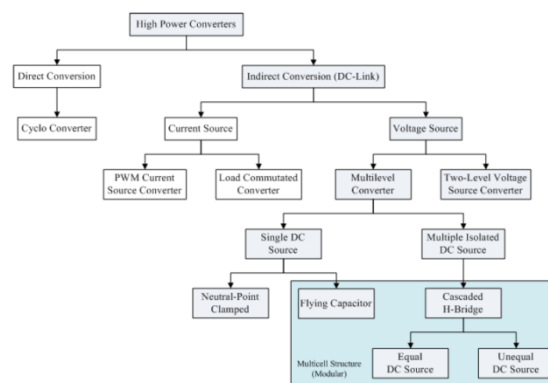 High Power Converters
Direct Conversion
Indirect Conversion (DC-Link)
Cyclo Converter
Current Source
Voltage Source
PWM Current
Source Converter
Load Commutated
Converter
Multilevel
Converter
Two-Level Voltage
Source Converter
Single DC
Source
Multiple Isolated
DC Source
Neutral-Point
Clamped
Flying Capacitor
Cascaded
H-Bridge
Multicell Structure
(Modular)
Equal
DC Source
Unequal
DC Source